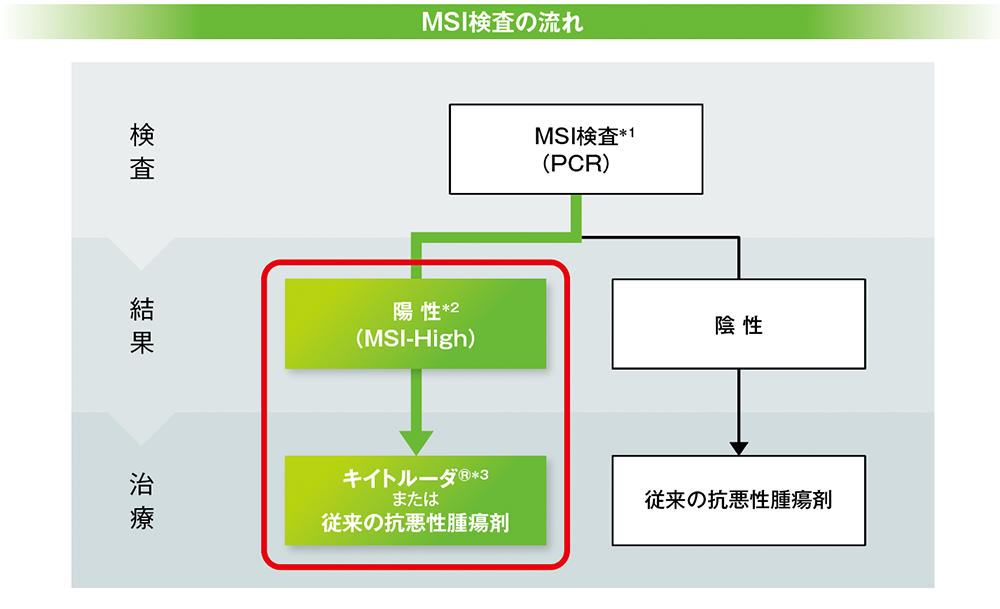 MSI検査の流れ
検査
MSI検査*1
(PCR)
結果
陽 性*2
(MSI-High)
陰 性
治療
キイトルーダ®*3
または
従来の抗悪性腫瘍剤
従来の抗悪性腫瘍剤